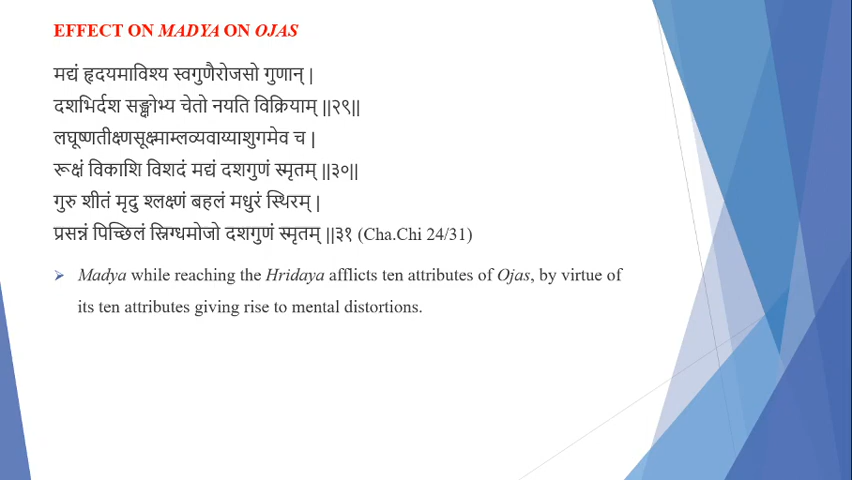 EFFECT ON MADYA ON OJAS
मद्यं हृदयमाविश्य स्वगुणैरोजसो गुणान् |
दशभिर्दश सङ्क्षोभ्य चेतो नयति विक्रियाम् ||२९||
लघूष्णतीक्ष्णसूक्ष्माम्लव्यवाय्याशुगमेव च |
रूक्षं विकाशि विशदं मद्यं दशगुणं स्मृतम् ||३०||
गुरु शीतं मृदु श्लक्ष्णं बहलं मधुरं स्थिरम् |
प्रसन्नं पिच्छिलं स्निग्धमोजो दशगुणं स्मृतम् ||३१ (Cha.Chi 24/31)
Madya while reaching the Hridaya afflicts ten attributes of Ojas, by virtue of
its ten attributes giving rise to mental distortions.